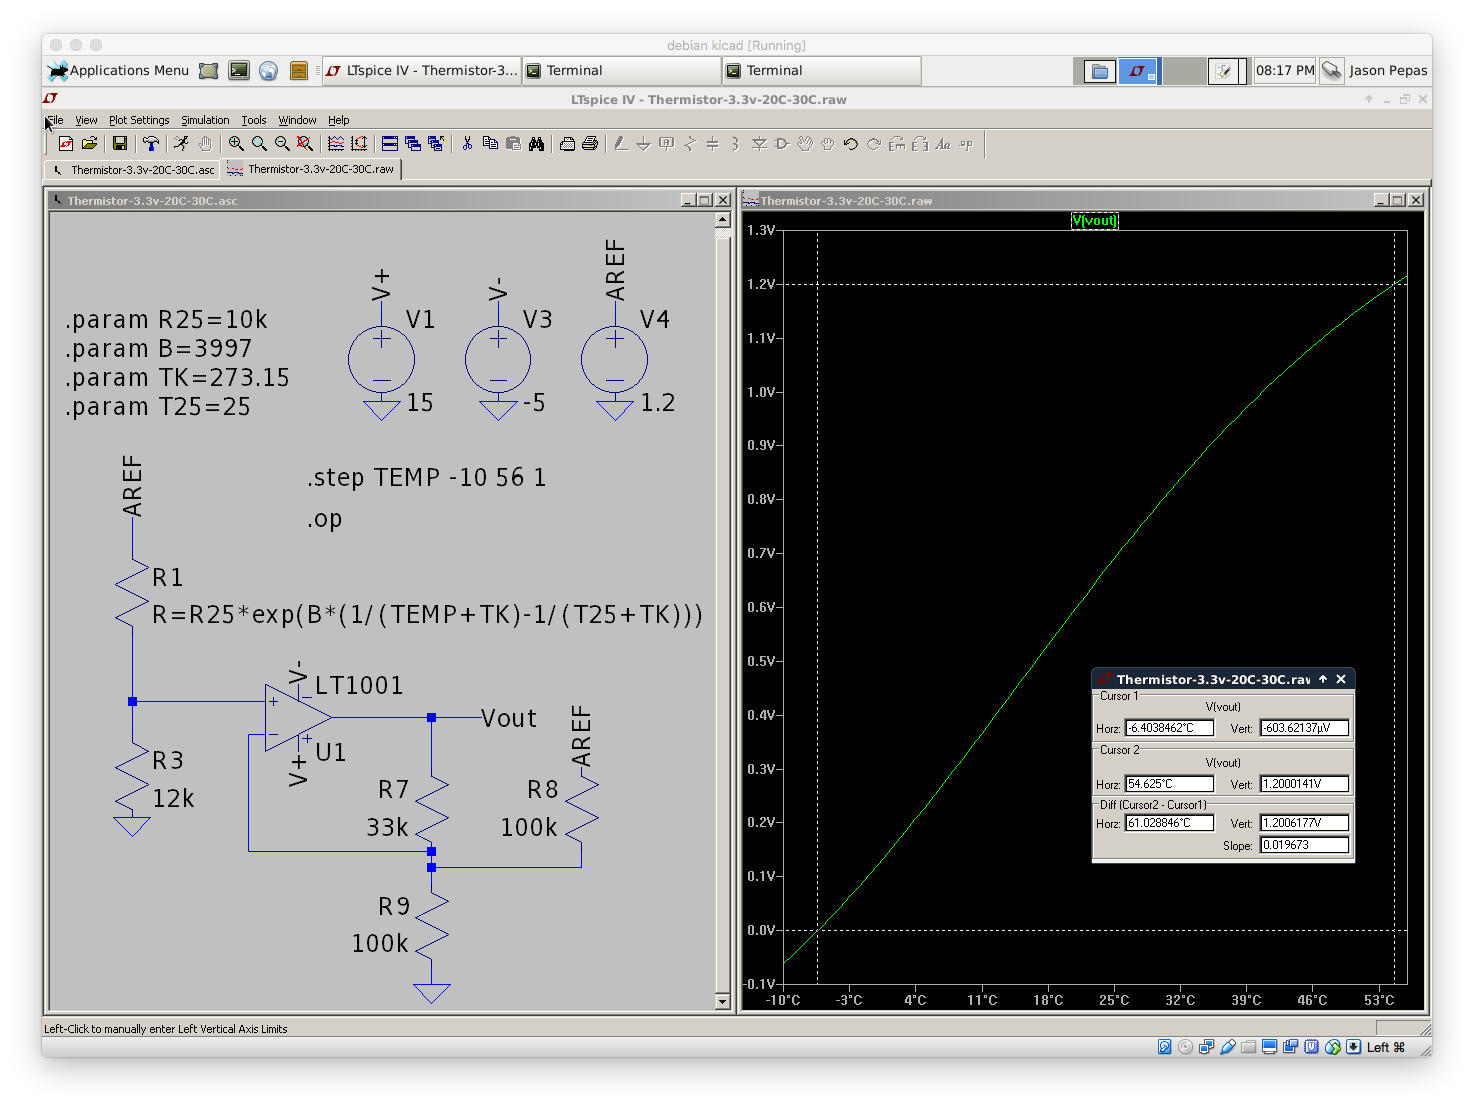 debian kicad [Running]
Applications Menu
LTspice IV - Thermistor-3...
Terminal
Terminal
08:17 PM
Jason Pepas
LTspice IV - Thermistor-3.3v-20C-30C.raw
File View Plot Settings Simulation Tools Window Help
Thermistor-3.3v-20C-30C.asc
Thermistor-3.3v-20C-30C.raw
Thermistor-3.3v-20C-30C.asc
.param R25=10k
.param B=3997
.param TK=273.15
.param T25=25
V+
V1
15
V-
V3
-5
AREF
V4
1.2
.step TEMP -10 56 1
.op
AREF
R1
R=R25*exp(B*(1/(TEMP+TK)-1/(T25+TK)))
V-
LT1001
U1
V+
Vout
R3
12k
R7
33k
AREF
R8
100k
R9
100k
Thermistor-3.3v-20C-30C.raw
V(vout)
1.3V
1.2V
1.1V
1.0V
0.9V
0.8V
0.7V
0.6V
0.5V
0.4V
0.3V
0.2V
0.1V
0.0V
-0.1V
-10°C -3°C 4°C 11°C 18°C 25°C 32°C 39°C 46°C 53°C
Thermistor-3.3v-20C-30C.rav
Cursor 1
V(vout)
Horz: -6.4038462°C Vert: -603.62137µV
Cursor 2
V(vout)
Horz: 54.625°C Vert: 1.2000141V
Diff (Cursor2 - Cursor1)
Horz: 61.028846°C Vert: 1.2006177V
Slope: 0.019673
Left-Click to manually enter Left Vertical Axis Limits
Left ⌘